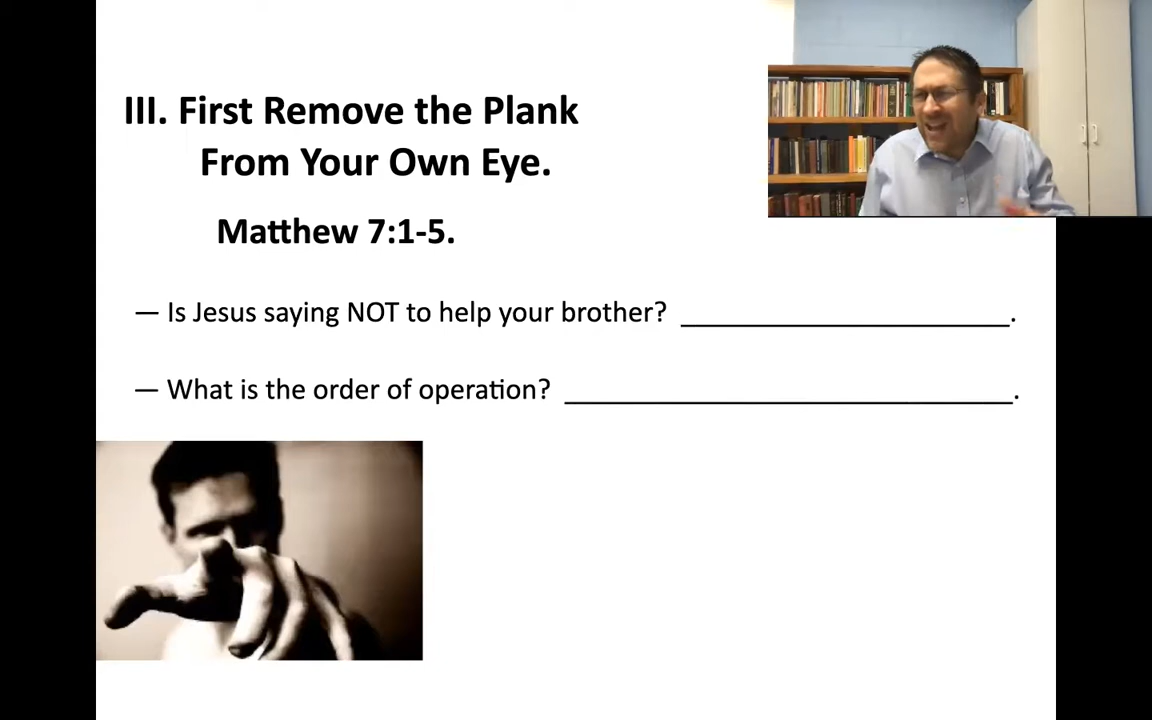 III. First Remove the Plank
From Your Own Eye.
Matthew 7:1-5.
— Is Jesus saying NOT to help your brother? ______________________.
— What is the order of operation? ______________________________.